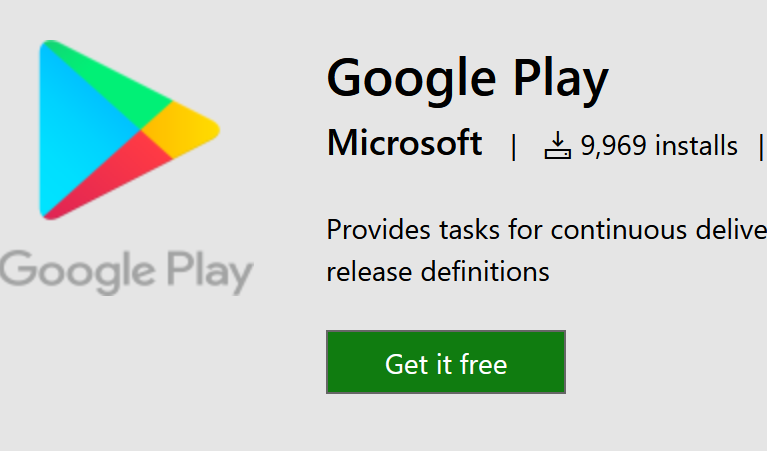 Google Play
Google Play
Microsoft | 9,969 installs |
Provides tasks for continuous delive
release definitions
Get it free